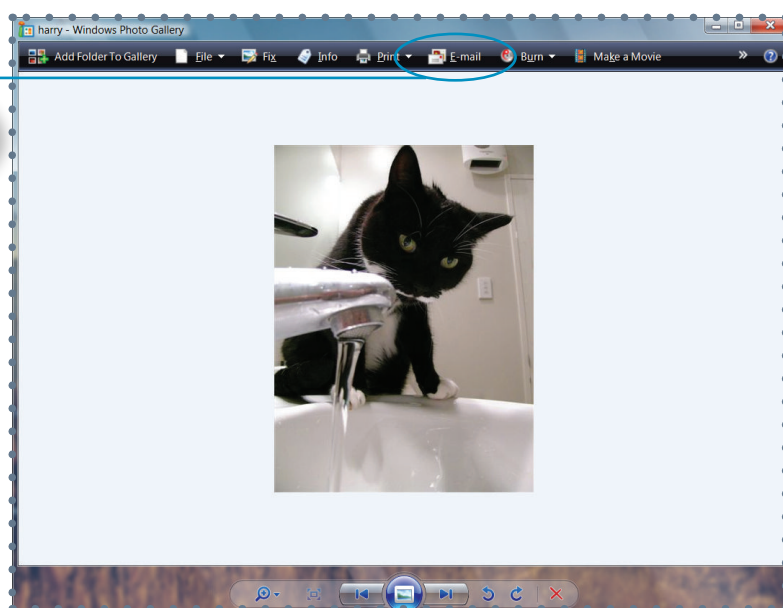 harry - Windows Photo Gallery
Add Folder To Gallery File Fix Info Print E-mail Burn Make a Movie »